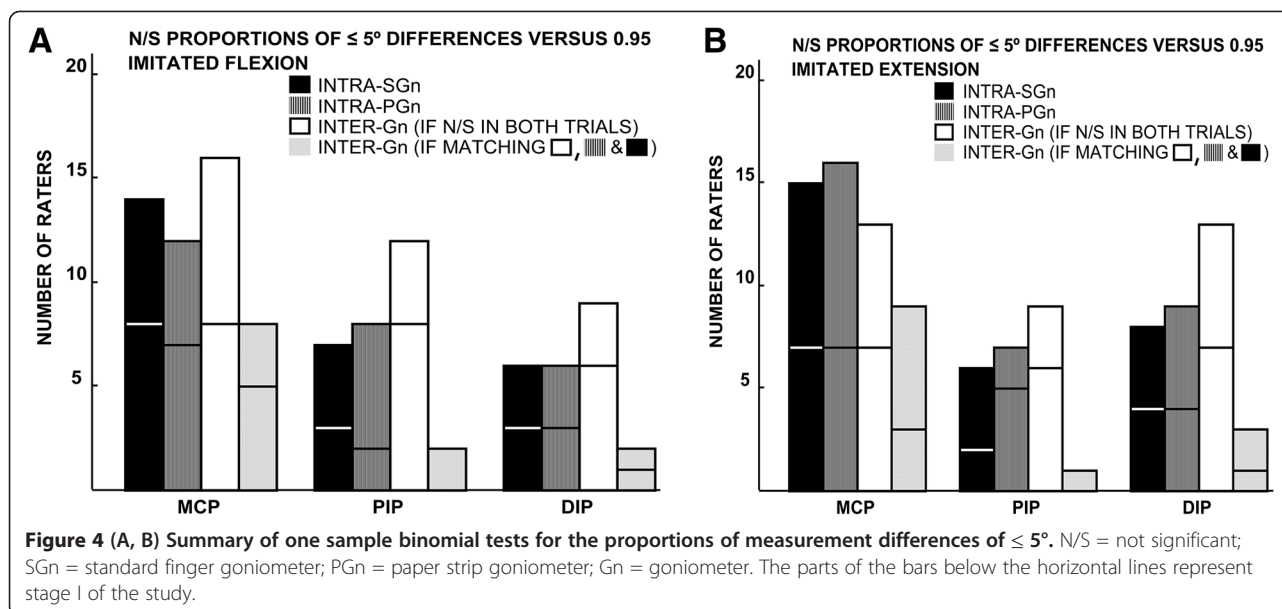 A
N/S PROPORTIONS OF ≤ 5º DIFFERENCES VERSUS 0.95
IMITATED FLEXION
INTRA-SGn
INTRA-PGn
INTER-Gn (IF N/S IN BOTH TRIALS)
INTER-Gn (IF MATCHING , & )
NUMBER OF RATERS
20
15
10
5
MCP PIP DIP
B
N/S PROPORTIONS OF ≤ 5º DIFFERENCES VERSUS 0.95
IMITATED EXTENSION
INTRA-SGn
INTRA-PGn
INTER-Gn (IF N/S IN BOTH TRIALS)
INTER-Gn (IF MATCHING , & )
NUMBER OF RATERS
20
15
10
5
MCP PIP DIP
Figure 4 (A, B) Summary of one sample binomial tests for the proportions of measurement differences of ≤ 5°. N/S = not significant;
SGn = standard finger goniometer; PGn = paper strip goniometer; Gn = goniometer. The parts of the bars below the horizontal lines represent
stage I of the study.